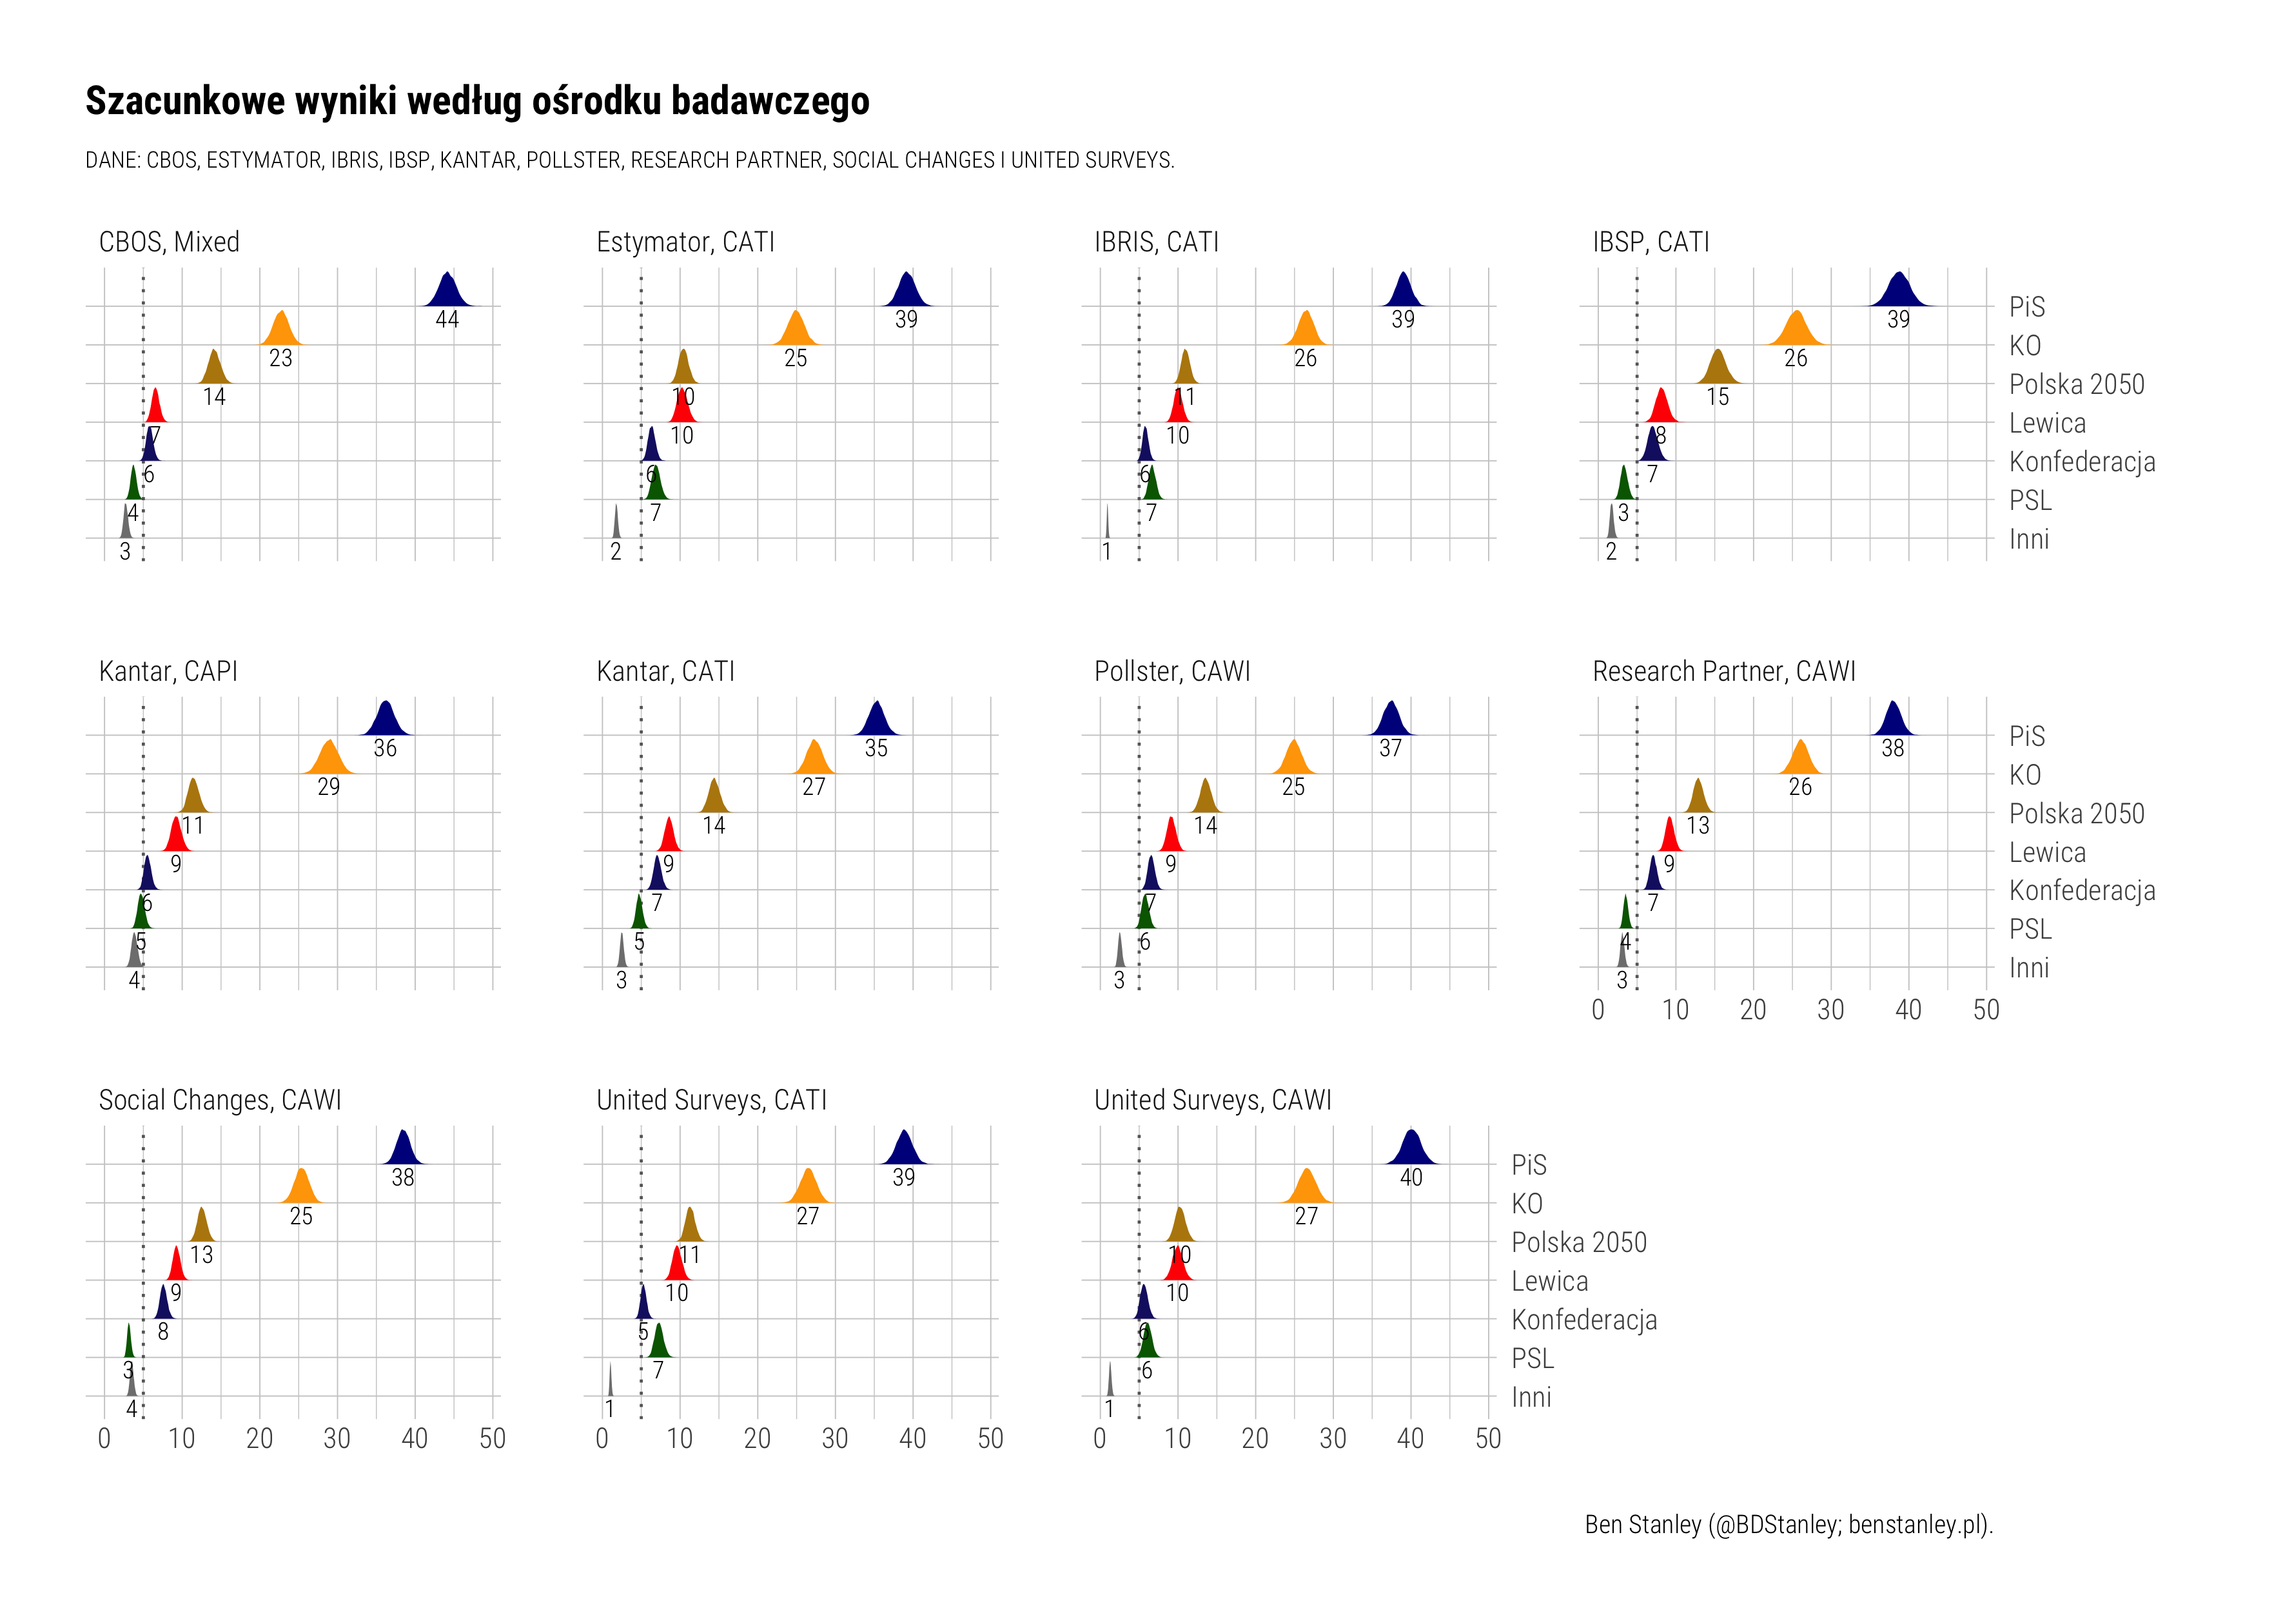 Szacunkowe wyniki według ośrodku badawczego
DANE: CBOS, ESTYMATOR, IBRIS, IBSP, KANTAR, POLLSTER, RESEARCH PARTNER, SOCIAL CHANGES I UNITED SURVEYS.
CBOS, Mixed
44
23
14
7
6
4
3
Estymator, CATI
39
25
10
10
6
7
2
IBRIS, CATI
39
26
11
10
6
7
1
IBSP, CATI
39
26
15
8
7
3
2
PiS
KO
Polska 2050
Lewica
Konfederacja
PSL
Inni
Kantar, CAPI
36
29
11
9
6
5
4
Kantar, CATI
35
27
14
9
7
5
3
Pollster, CAWI
37
25
14
9
7
6
3
Research Partner, CAWI
38
26
13
9
7
4
3
PiS
KO
Polska 2050
Lewica
Konfederacja
PSL
Inni
0 10 20 30 40 50
Social Changes, CAWI
38
25
13
9
8
3
4
0 10 20 30 40 50
United Surveys, CATI
39
27
11
10
5
7
1
0 10 20 30 40 50
United Surveys, CAWI
40
27
10
10
6
6
1
PiS
KO
Polska 2050
Lewica
Konfederacja
PSL
Inni
0 10 20 30 40 50
Ben Stanley (@BDStanley; benstanley.pl).